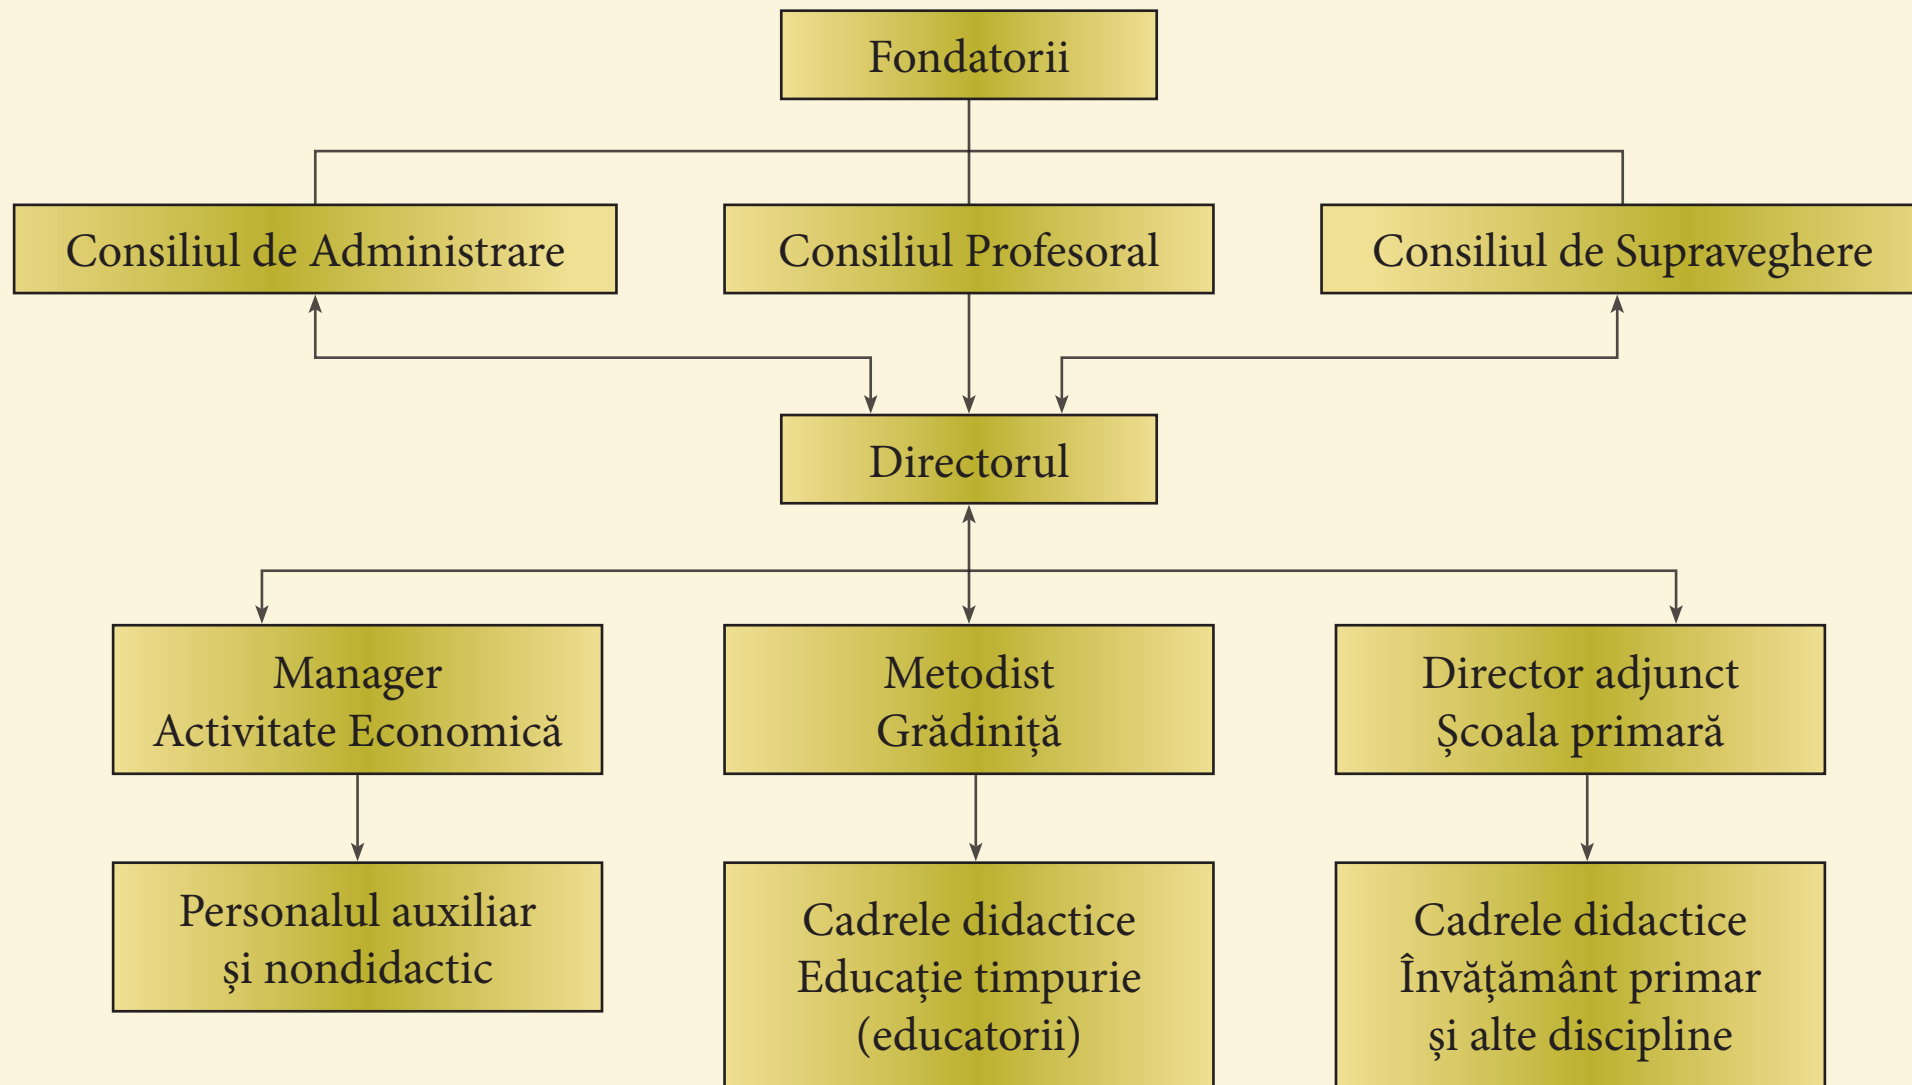 Fondatorii
Consiliul de Administrare
Consiliul Profesoral
Consiliul de Supraveghere
Directorul
Manager
Activitate Economică
Metodist
Grădiniță
Director adjunct
Școala primară
Personalul auxiliar
și nondidactic
Cadrele didactice
Educație timpurie
(educatorii)
Cadrele didactice
Învățământ primar
și alte discipline